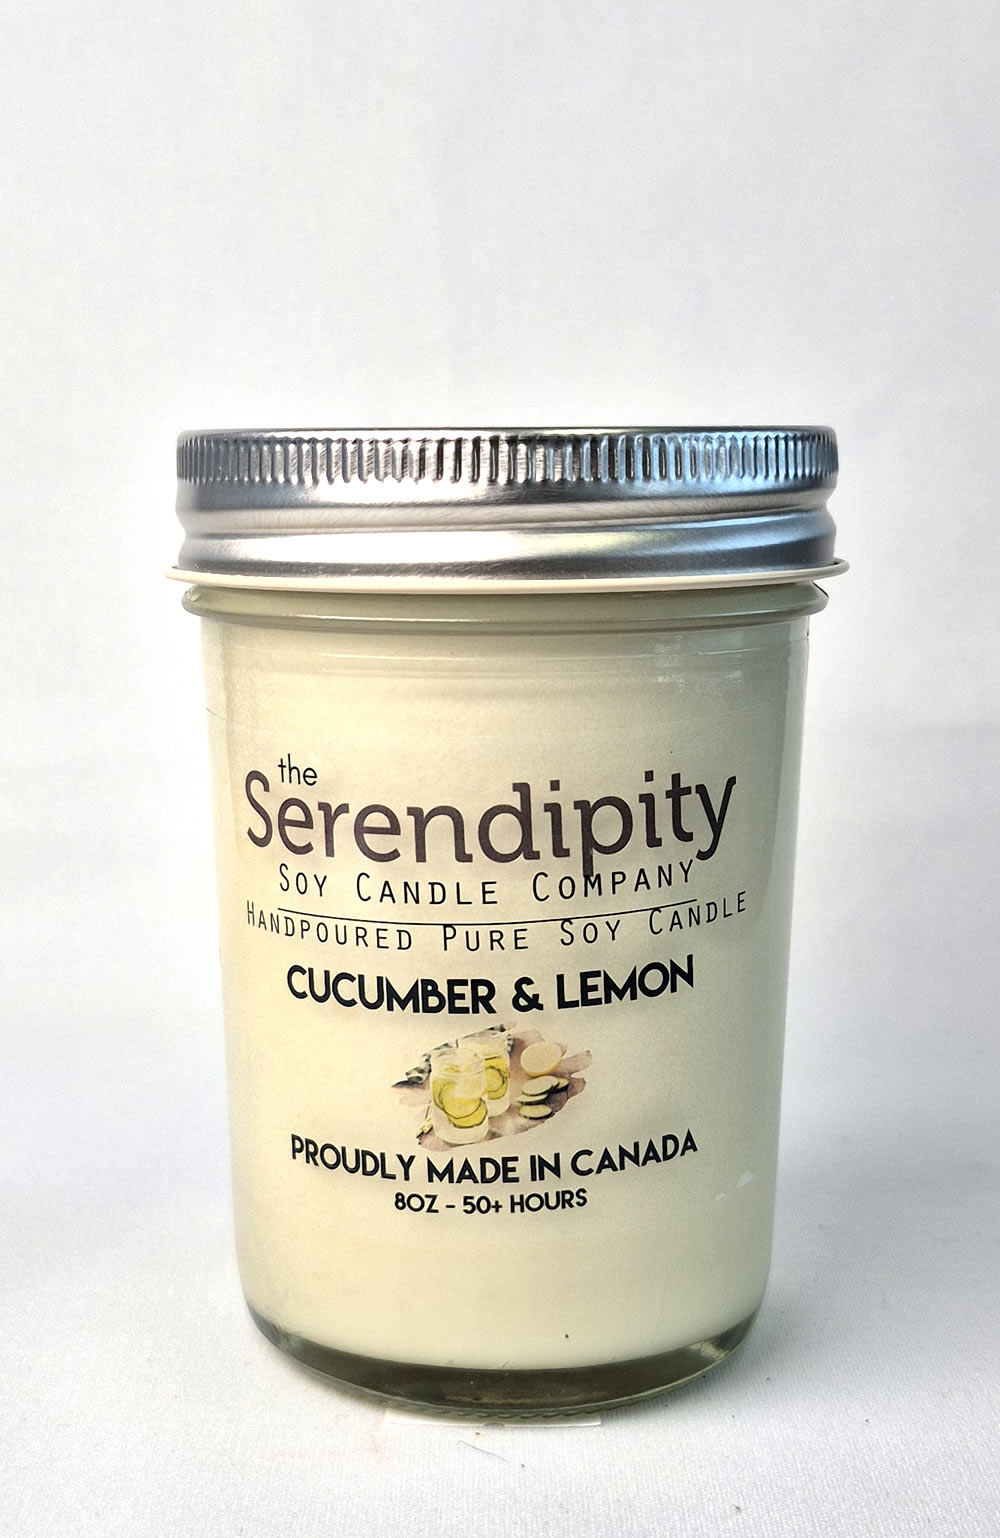 the
Serendipity
SOY CANDLE COMPANY
HANDPOURED PURE SOY CANDLE
CUCUMBER & LEMON
PROUDLY MADE IN CANADA
8OZ - 50+ HOURS